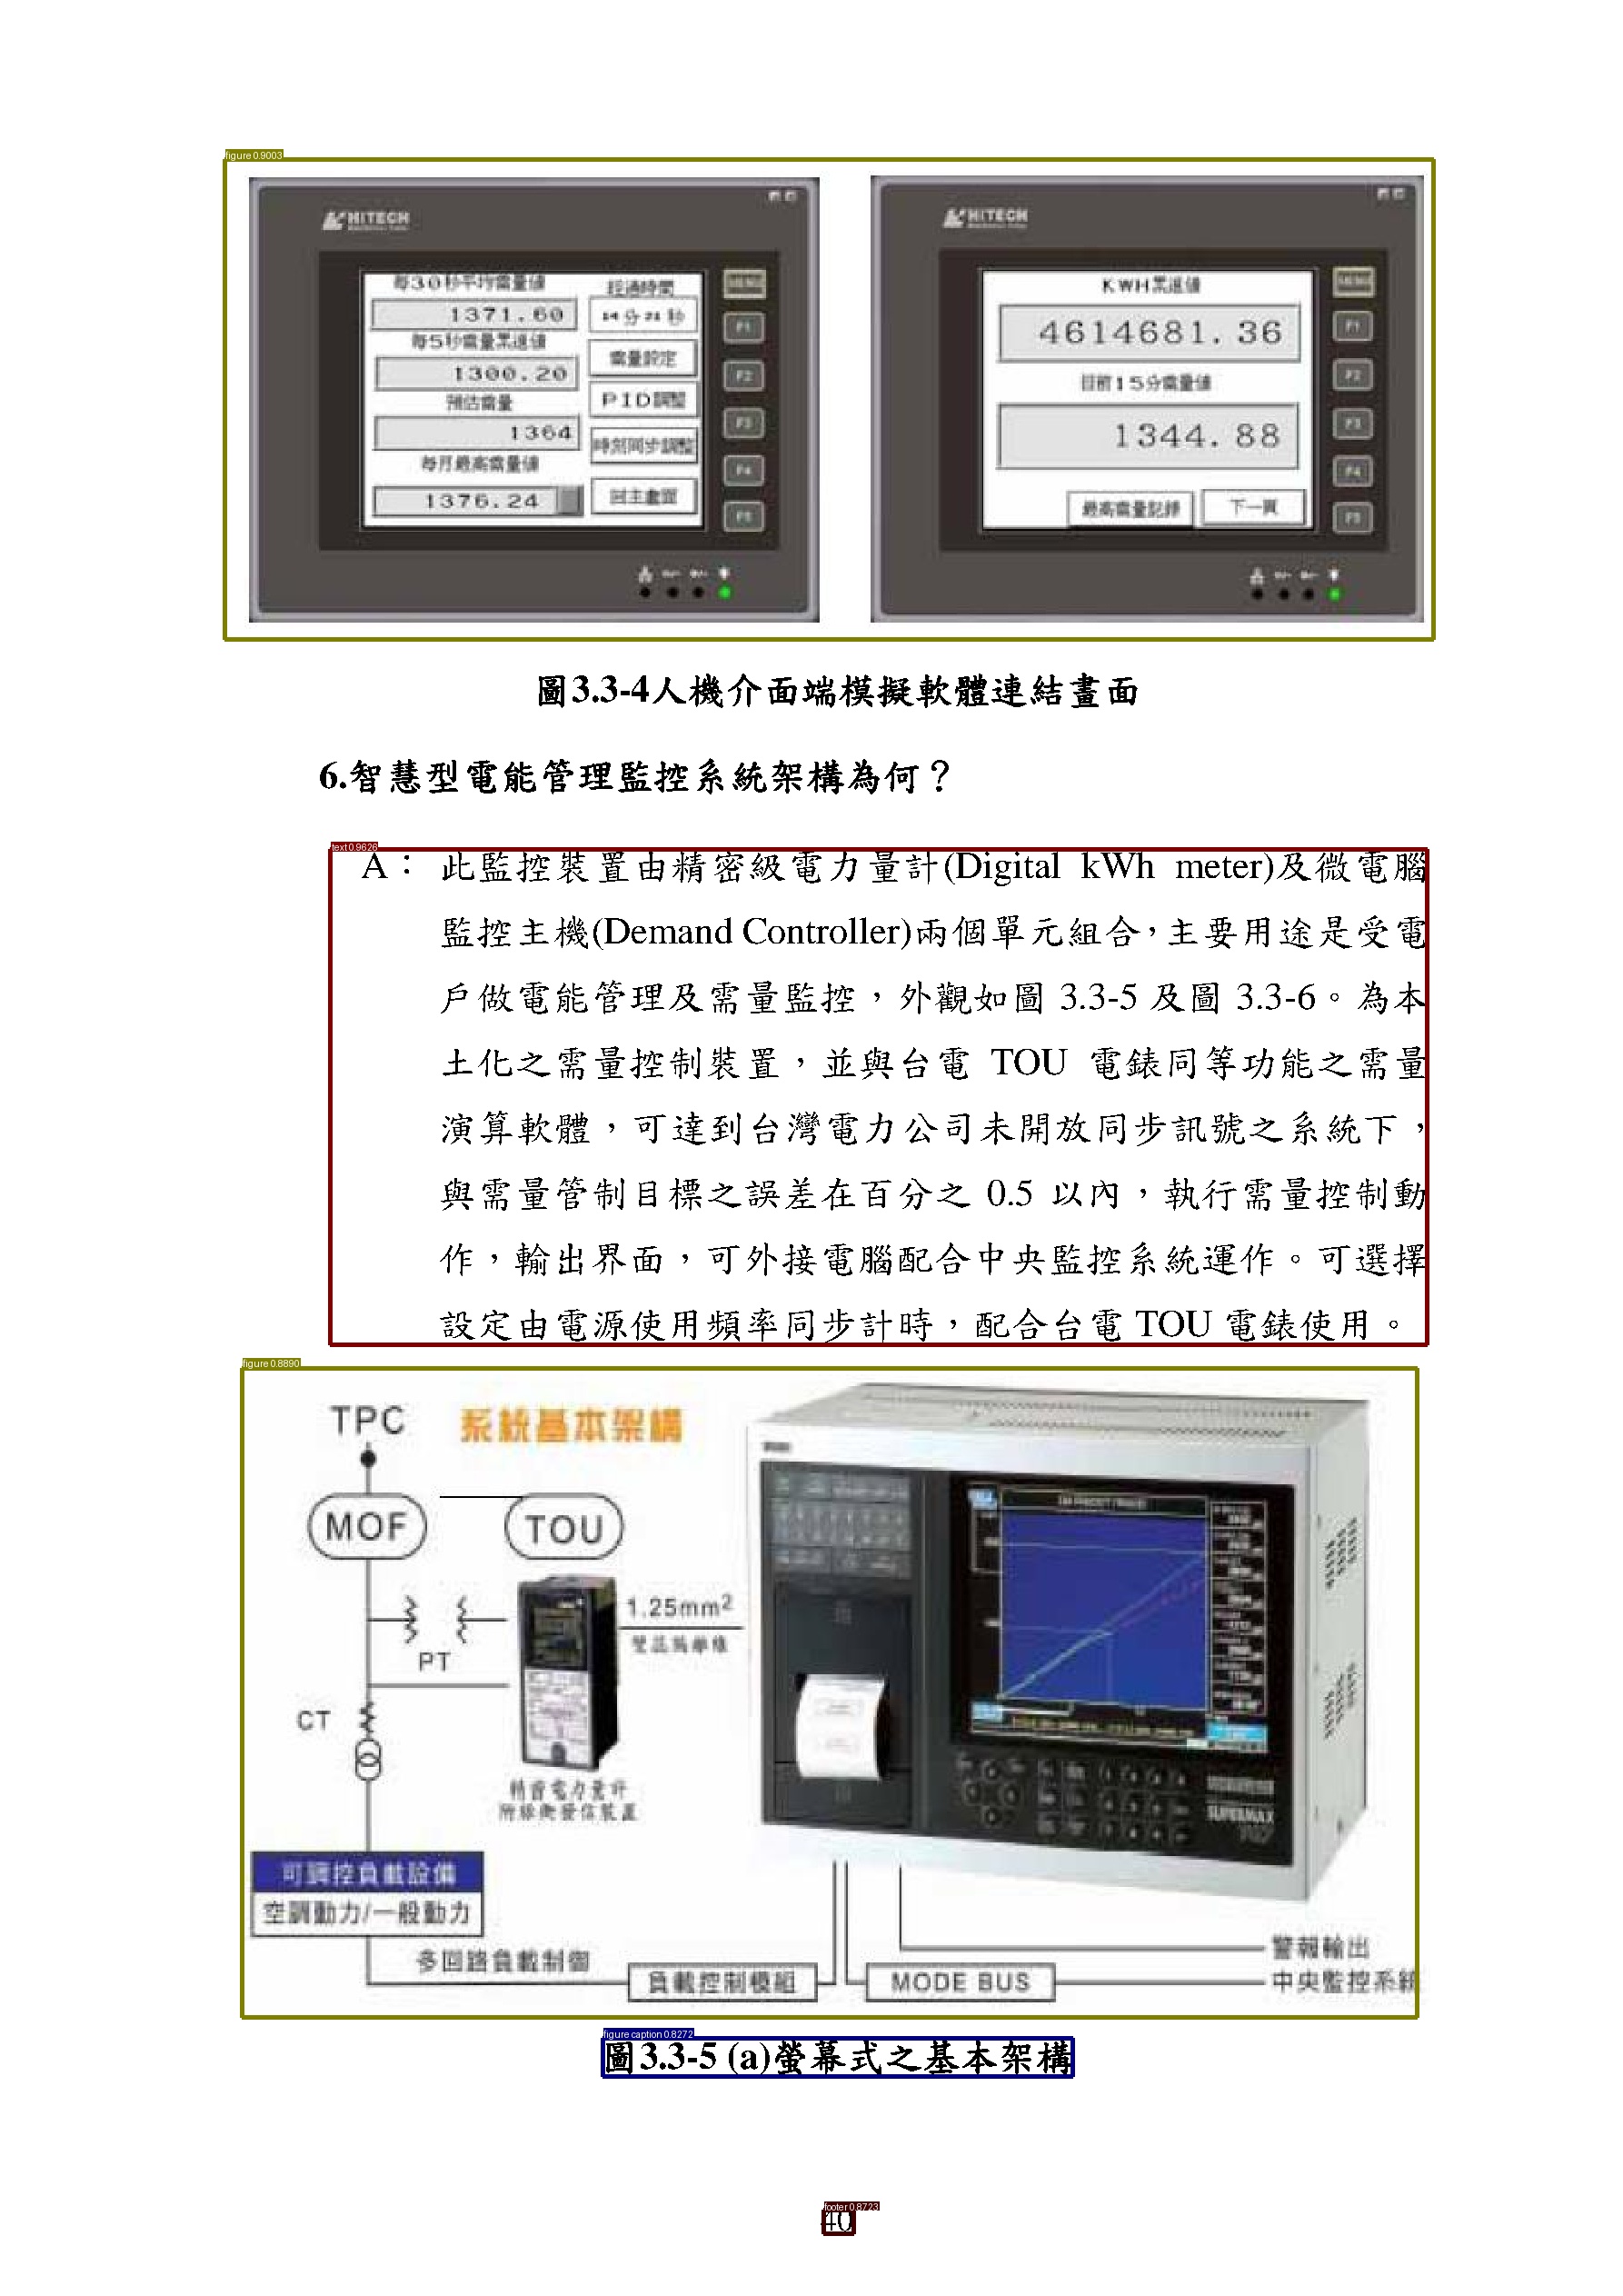 figure 0.9003
HITECH
每30秒平均需量值
1371.60
每5秒需量累進值
1300.20
預估需量
1364
每月最高需量值
1376.24
經過時間
14 分 21 秒
需量設定
PID調整
時刻同步調整
回主畫面
MENU
F1
F2
F3
F4
F5
HITECH
KWH累進值
4614681.36
目前15分需量值
1344.88
最高需量記錄
下一頁
MENU
F1
F2
F3
F4
F5
圖3.3-4人機介面端模擬軟體連結畫面
6.智慧型電能管理監控系統架構為何？
text 0.9626
A： 此監控裝置由精密級電力量計(Digital kWh meter)及微電腦
監控主機(Demand Controller)兩個單元組合，主要用途是受電
戶做電能管理及需量監控，外觀如圖 3.3-5 及圖 3.3-6。為本
土化之需量控制裝置，並與台電 TOU 電錶同等功能之需量
演算軟體，可達到台灣電力公司未開放同步訊號之系統下，
與需量管制目標之誤差在百分之 0.5 以內，執行需量控制動
作，輸出界面，可外接電腦配合中央監控系統運作。可選擇
設定由電源使用頻率同步計時，配合台電 TOU 電錶使用。
figure 0.8890
TPC
系統基本架構
MOF
TOU
1.25mm²
PT
CT
精密電力量計
SUPERMAX
可調控負載設備
空調動力/一般動力
多回路負載制御
負載控制模組
MODE BUS
警報輸出
中央監控系統
figure caption 0.8272
圖3.3-5 (a)螢幕式之基本架構
footer 0.8723
40